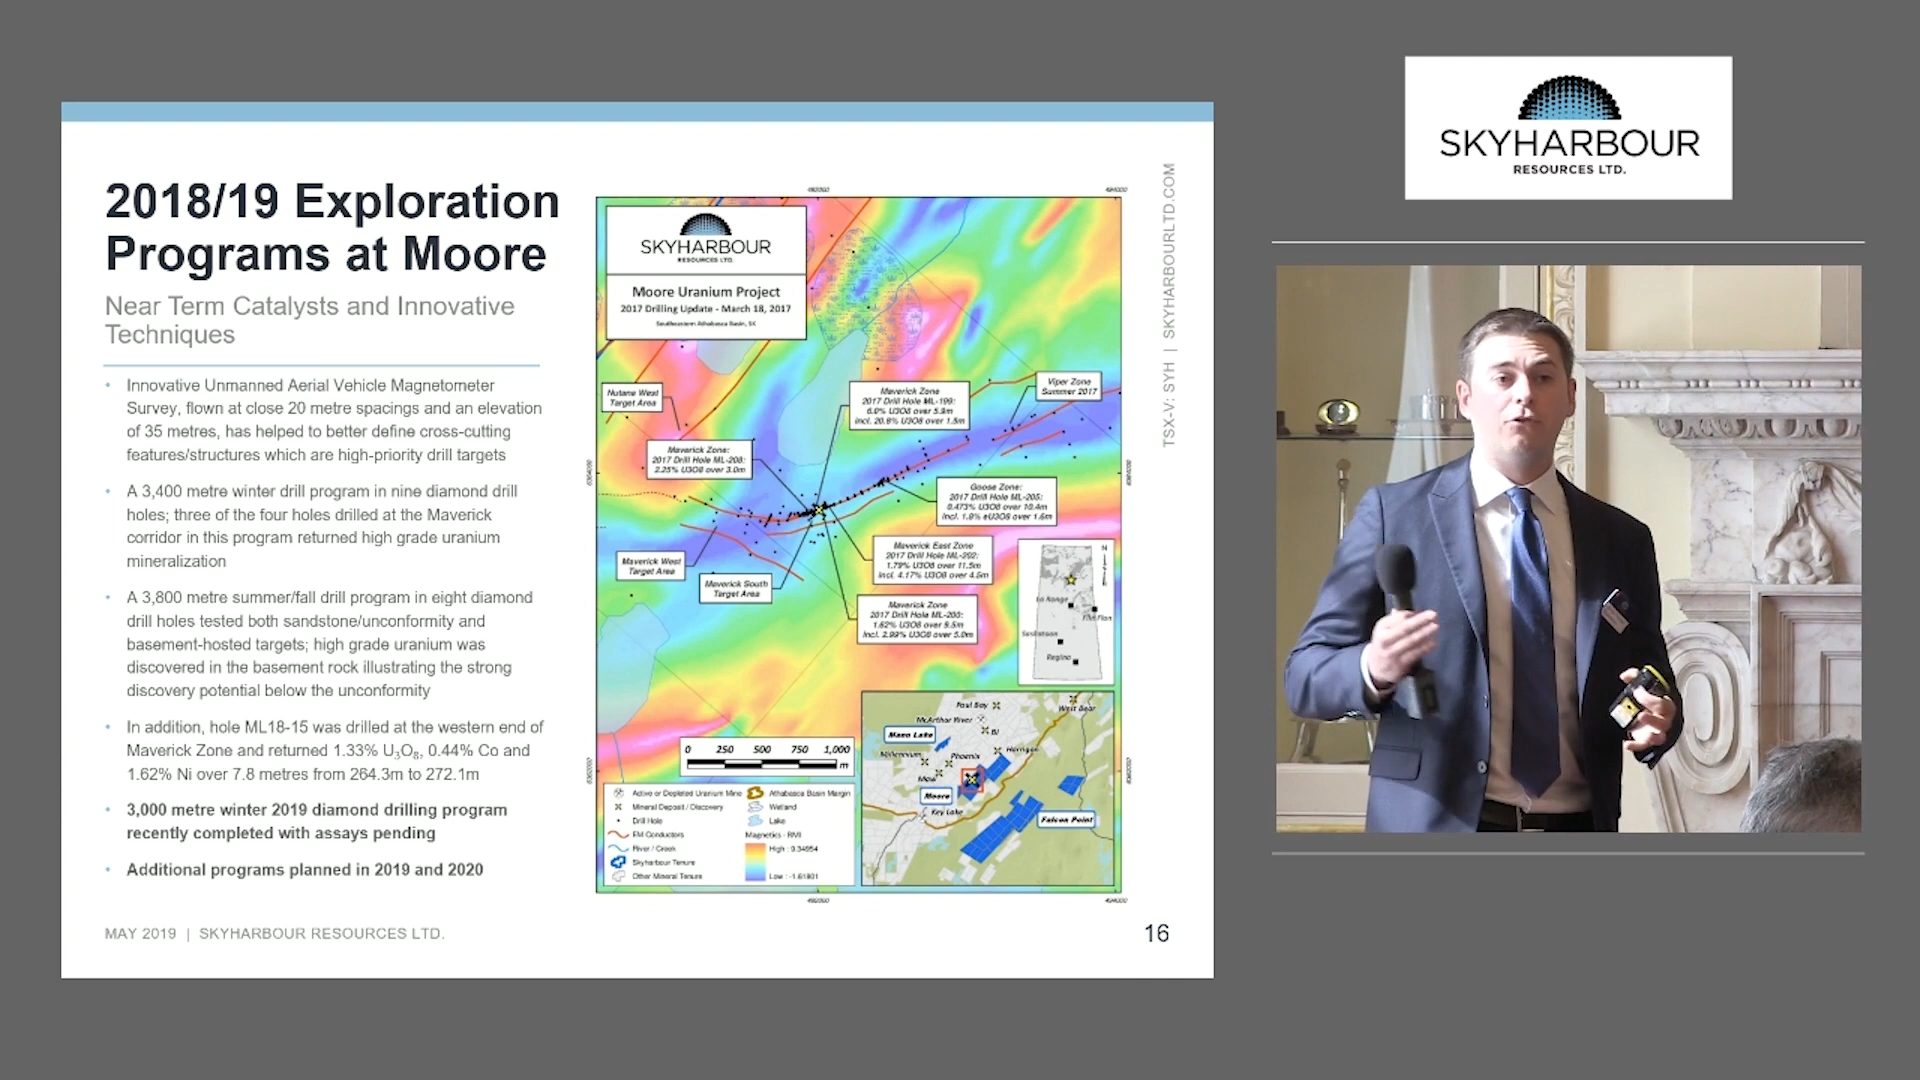 2018/19 Exploration
Programs at Moore
Near Term Catalysts and Innovative
Techniques
• Innovative Unmanned Aerial Vehicle Magnetometer
Survey, flown at close 20 metre spacings and an elevation
of 35 metres, has helped to better define cross-cutting
features/structures which are high-priority drill targets
• A 3,400 metre winter drill program in nine diamond drill
holes; three of the four holes drilled at the Maverick
corridor in this program returned high grade uranium
mineralization
• A 3,800 metre summer/fall drill program in eight diamond
drill holes tested both sandstone/unconformity and
basement-hosted targets; high grade uranium was
discovered in the basement rock illustrating the strong
discovery potential below the unconformity
• In addition, hole ML18-15 was drilled at the western end of
Maverick Zone and returned 1.33% U₃O₈, 0.44% Co and
1.62% Ni over 7.8 metres from 264.3m to 272.1m
• 3,000 metre winter 2019 diamond drilling program
recently completed with assays pending
• Additional programs planned in 2019 and 2020
MAY 2019 | SKYHARBOUR RESOURCES LTD.
16
TSX-V: SYH | SKYHARBOURLTD.COM
SKYHARBOUR
RESOURCES LTD.
Moore Uranium Project
2017 Drilling Update - March 18, 2017
Southeastern Athabasca Basin, SK
Nutana West
Target Area
Maverick Zone
2017 Drill Hole ML-199:
6.0% U3O8 over 5.9m
incl. 20.8% U3O8 over 1.5m
Viper Zone
Summer 2017
Maverick Zone:
2017 Drill Hole ML-208:
2.25% U3O8 over 3.0m
Goose Zone:
2017 Drill Hole ML-205:
0.473% U3O8 over 10.4m
Incl. 1.0% eU3O8 over 1.6m
Maverick East Zone
2017 Drill Hole ML-202:
1.79% U3O8 over 11.5m
Incl. 4.17% U3O8 over 4.5m
Maverick West
Target Area
Maverick South
Target Area
Maverick Zone
2017 Drill Hole ML-200:
1.62% U3O8 over 9.5m
Incl. 2.99% U3O8 over 5.0m
N
La Ronge
Flin Flon
Saskatoon
Regina
0 250 500 750 1,000
m
Active or Depleted Uranium Mine
Mineral Deposit / Discovery
Drill Hole
EM Conductors
River / Creek
Skyharbour Tenure
Other Mineral Tenure
Athabasca Basin Margin
Wetland
Lake
Magnetics - RMI
High : 9.34954
Low : -1.61801
Paul Bay
West Bear
McArthur River
Mann Lake
Millennium
Phoenix
Moore
Key Lake
Falcon Point
SKYHARBOUR
RESOURCES LTD.